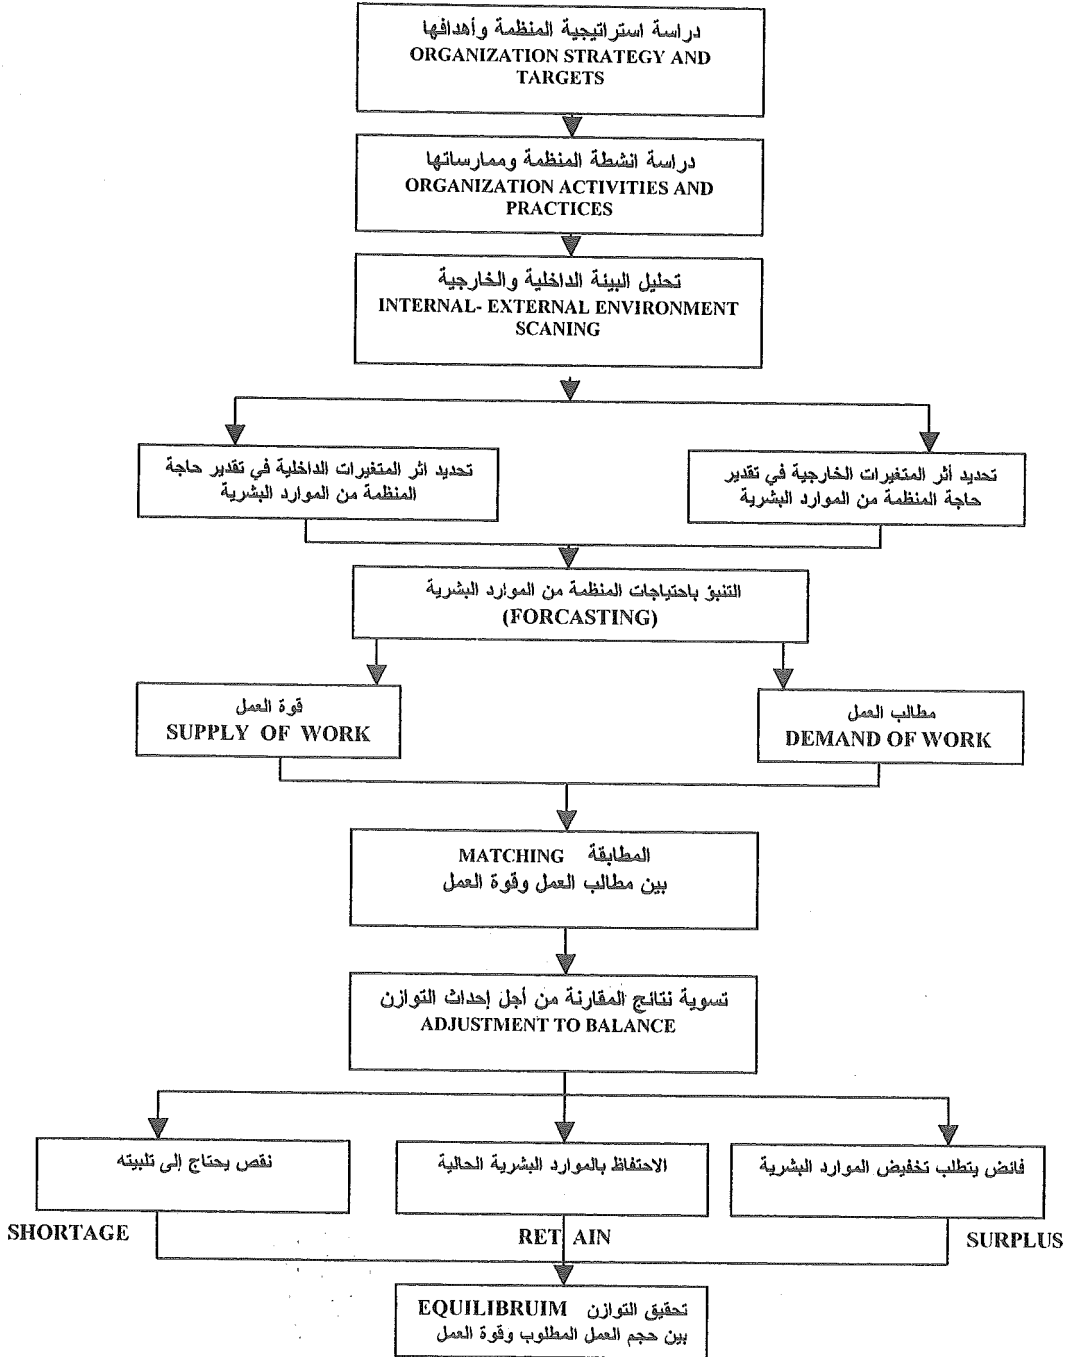 دراسة استراتيجية المنظمة وأهدافها
ORGANIZATION STRATEGY AND
TARGETS
دراسة انشطة المنظمة وممارساتها
ORGANIZATION ACTIVITIES AND
PRACTICES
تحليل البيئة الداخلية والخارجية
INTERNAL- EXTERNAL ENVIRONMENT
SCANING
تحديد أثر المتغيرات الخارجية في تقدير
حاجة المنظمة من الموارد البشرية
تحديد اثر المتغيرات الداخلية في تقدير حاجة
المنظمة من الموارد البشرية
التنبؤ باحتياجات المنظمة من الموارد البشرية
(FORCASTING)
مطالب العمل
DEMAND OF WORK
قوة العمل
SUPPLY OF WORK
المطابقة MATCHING
بين مطالب العمل وقوة العمل
تسوية نتائج المقارنة من أجل إحداث التوازن
ADJUSTMENT TO BALANCE
فائض يتطلب تخفيض الموارد البشرية
SURPLUS
الاحتفاظ بالموارد البشرية الحالية
RETAIN
نقص يحتاج إلى تلبيته
SHORTAGE
تحقيق التوازن EQUILIBRUIM
بين حجم العمل المطلوب وقوة العمل